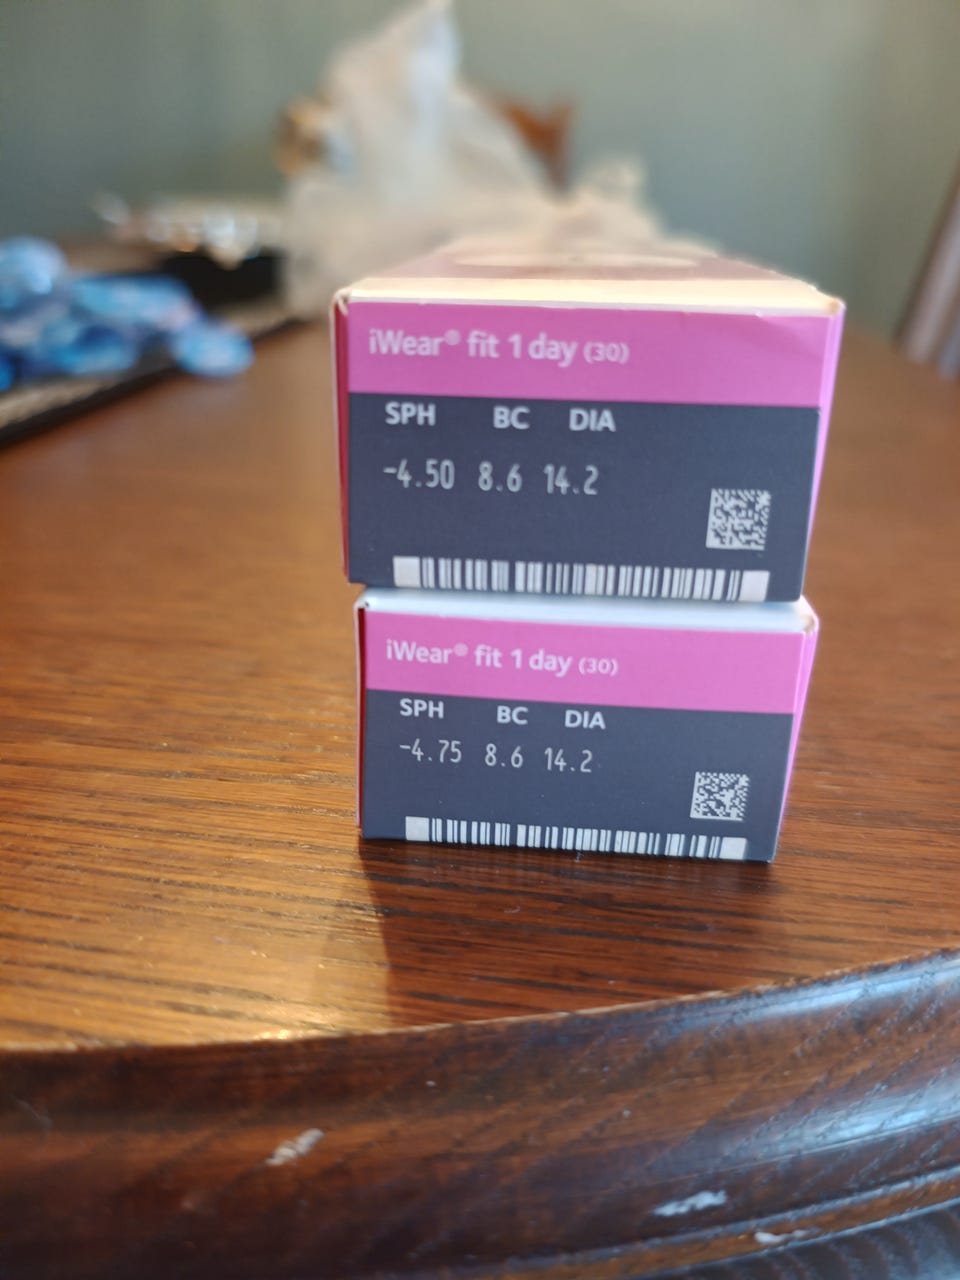 iWear® fit 1 day (30)
SPH BC DIA
-4.50 8.6 14.2
iWear® fit 1 day (30)
SPH BC DIA
-4.75 8.6 14.2